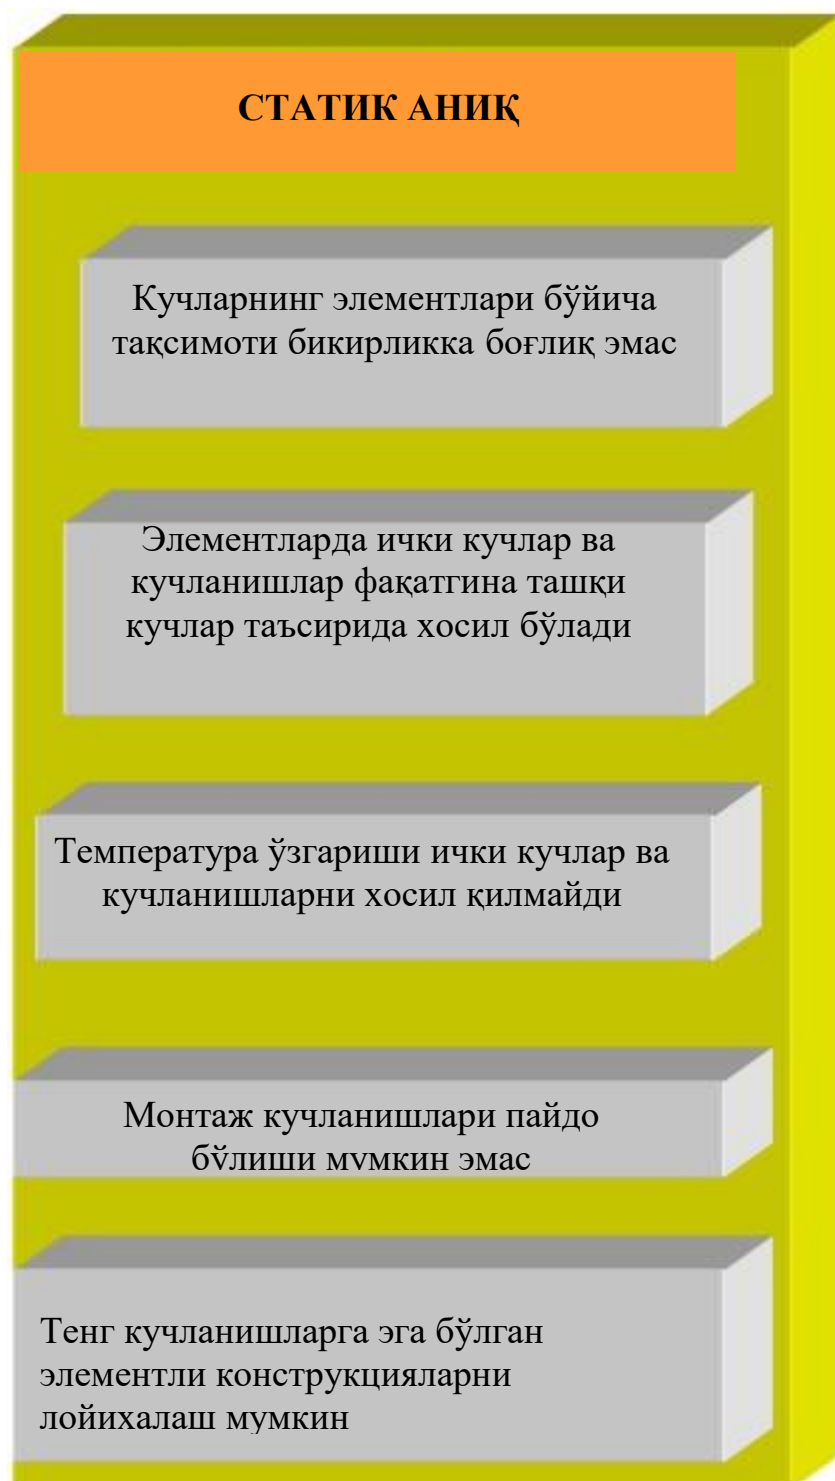 СТАТИК АНИҚ
Кучларнинг элементлари бўйича
тақсимоти бикирликка боғлиқ эмас
Элементларда ички кучлар ва
кучланишлар фақатгина ташқи
кучлар таъсирида хосил бўлади
Температура ўзгариши ички кучлар ва
кучланишларни хосил қилмайди
Монтаж кучланишлари пайдо
бўлиши мумкин эмас
Тенг кучланишларга эга бўлган
элементли конструкцияларни
лойихалаш мумкин